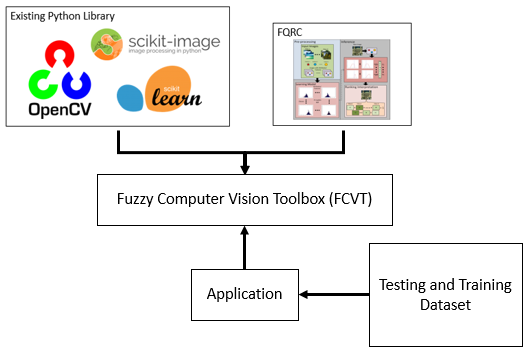 Existing Python Library
scikit-image
image processing in python
OpenCV
scikit
learn
FQRC
Fuzzy Computer Vision Toolbox (FCVT)
Application
Testing and Training
Dataset